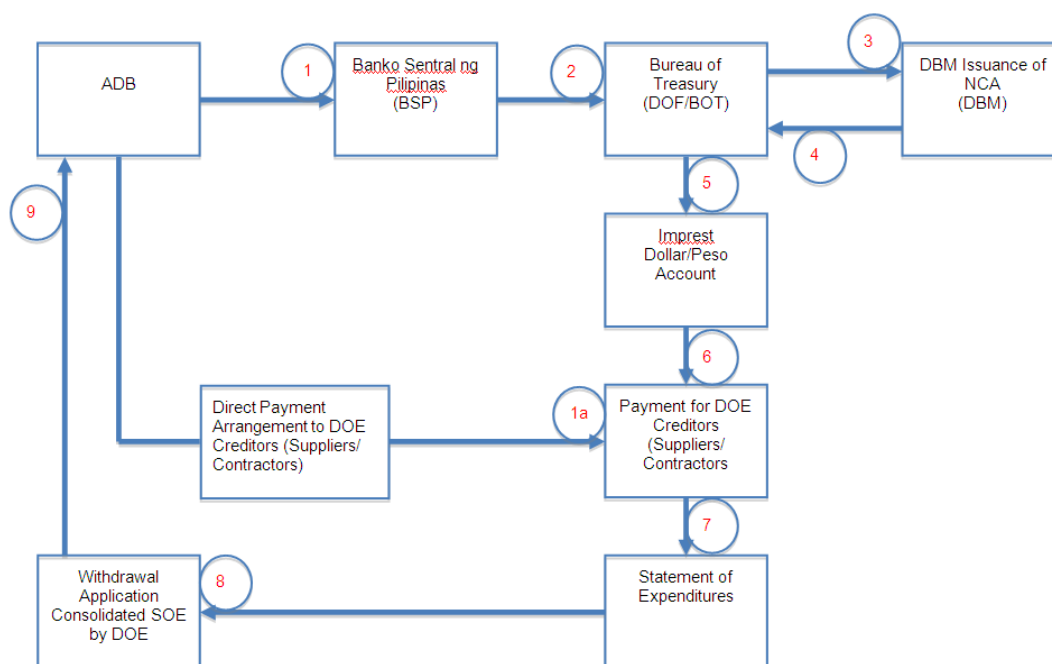 ADB
1
Banko Sentral ng
Pilipinas
(BSP)
2
Bureau of
Treasury
(DOF/BOT)
3
DBM Issuance of
NCA
(DBM)
4
5
9
Imprest
Dollar/Peso
Account
6
Direct Payment
Arrangement to DOE
Creditors (Suppliers/
Contractors)
1a
Payment for DOE
Creditors
(Suppliers/
Contractors
7
Withdrawal
Application
Consolidated SOE
by DOE
8
Statement of
Expenditures